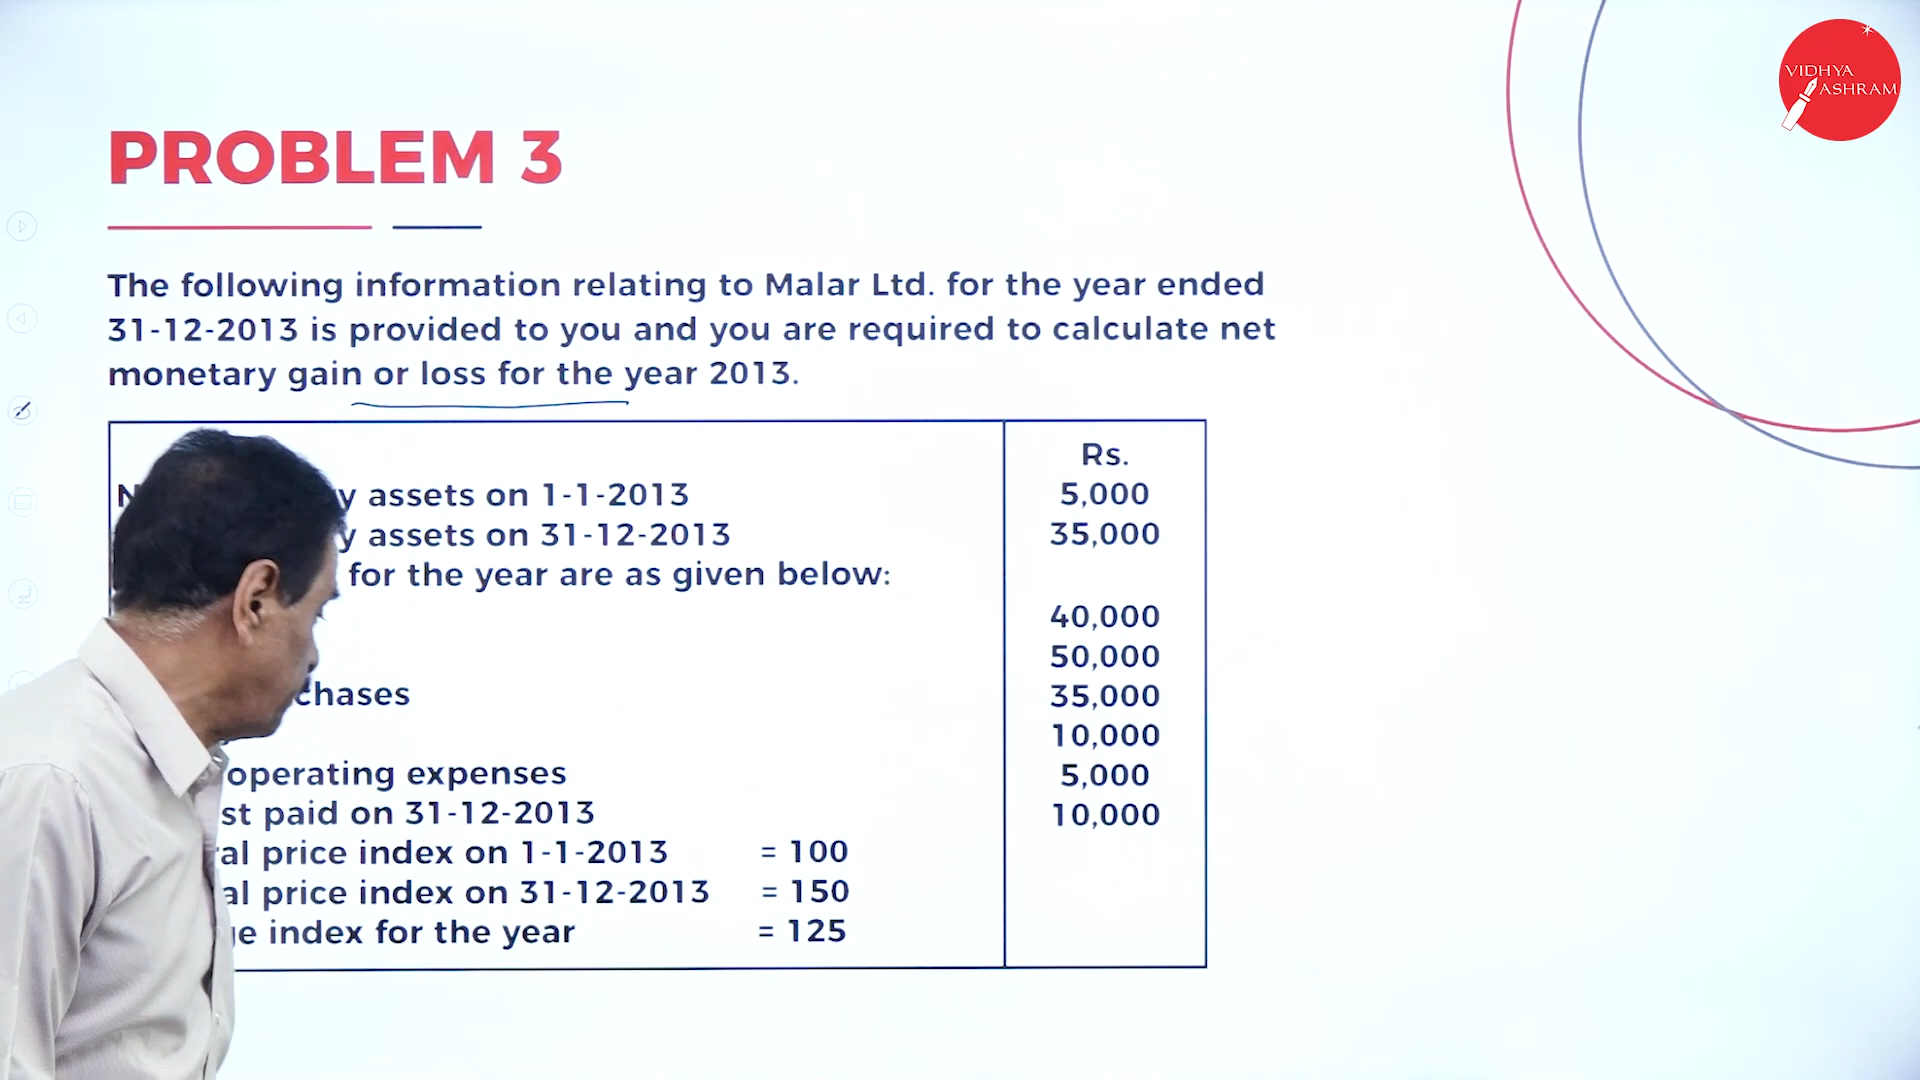 VIDHYA
ASHRAM
PROBLEM 3
The following information relating to Malar Ltd. for the year ended
31-12-2013 is provided to you and you are required to calculate net
monetary gain or loss for the year 2013.
Rs.
assets on 1-1-2013 5,000
assets on 31-12-2013 35,000
for the year are as given below:
40,000
50,000
chases 35,000
10,000
operating expenses 5,000
st paid on 31-12-2013 10,000
al price index on 1-1-2013 = 100
al price index on 31-12-2013 = 150
e index for the year = 125